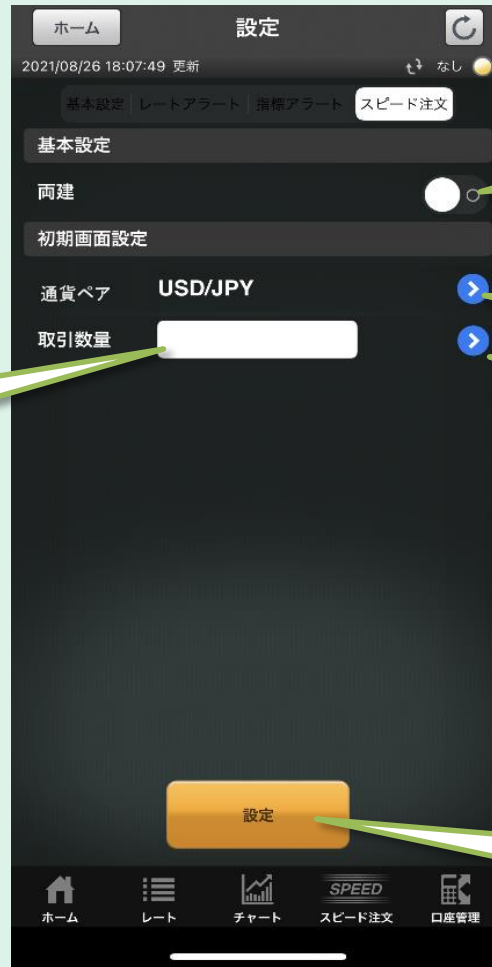 ホーム 設定
2021/08/26 18:07:49 更新 なし
基本設定 レートアラート 指標アラート スピード注文
基本設定
両建
初期画面設定
通貨ペア USD/JPY
取引数量
設定
SPEED
ホーム レート チャート スピード注文 口座管理